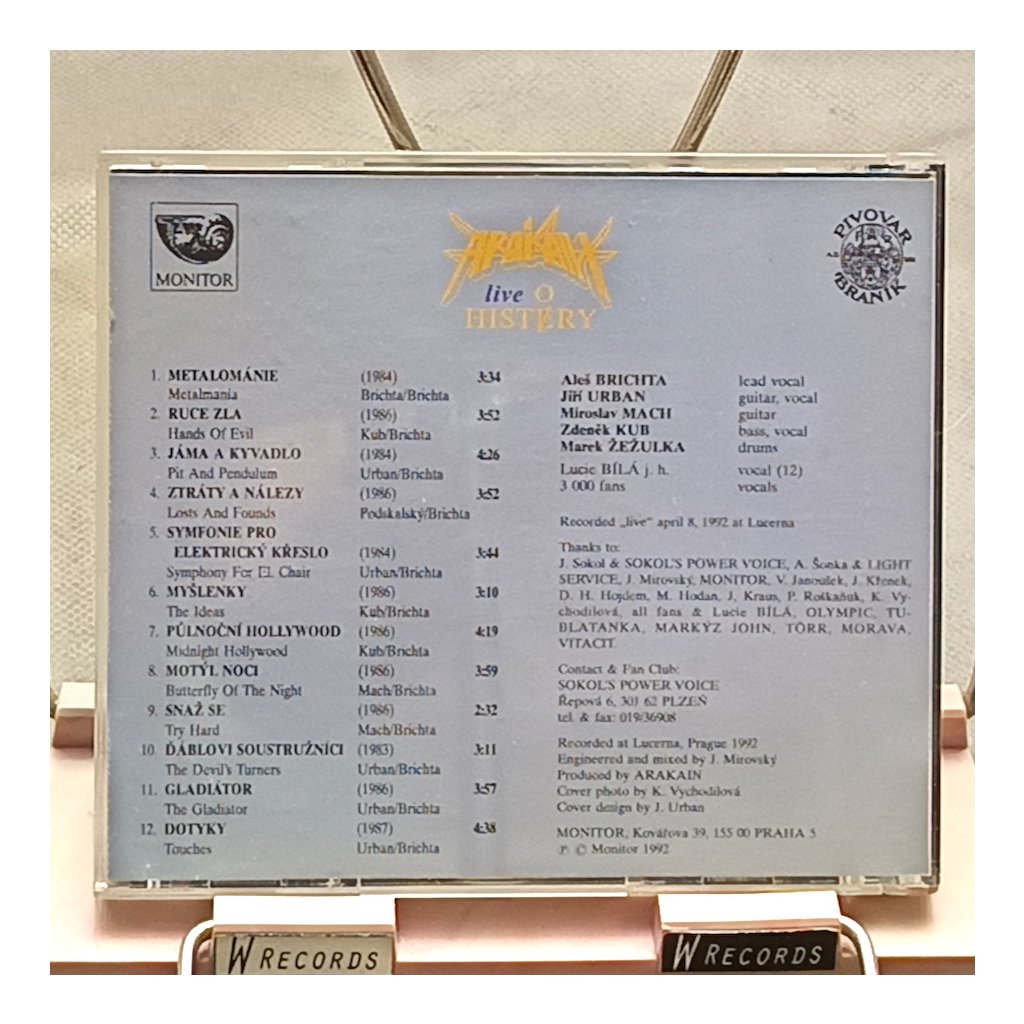 MONITOR
ARAKAIN
live
HISTERY
PIVOVAR
BRANÍK
1. METALOMÁNIE (1984) 3:34
Metalmania Brichta/Brichta
2. RUCE ZLA (1986) 3:52
Hands Of Evil Kub/Brichta
3. JÁMA A KYVADLO (1984) 4:26
Pit And Pendulum Urban/Brichta
4. ZTRÁTY A NÁLEZY (1986) 3:52
Losts And Founds Podskalský/Brichta
5. SYMFONIE PRO
ELEKTRICKÝ KŘESLO (1984) 3:44
Symphony For El. Chair Urban/Brichta
6. MYŠLENKY (1986) 3:10
The Ideas Kub/Brichta
7. PŮLNOČNÍ HOLLYWOOD (1986) 4:19
Midnight Hollywood Kub/Brichta
8. MOTÝL NOCI (1986) 3:59
Butterfly Of The Night Mach/Brichta
9. SNAŽ SE (1986) 2:32
Try Hard Mach/Brichta
10. ĎÁBLOVI SOUSTRUŽNÍCI (1983) 3:11
The Devil's Turners Urban/Brichta
11. GLADIÁTOR (1986) 3:57
The Gladiator Urban/Brichta
12. DOTYKY (1987) 4:38
Touches Urban/Brichta
Aleš BRICHTA lead vocal
Jiří URBAN guitar, vocal
Miroslav MACH guitar
Zdeněk KUB bass, vocal
Marek ŽEŽULKA drums
Lucie BÍLÁ j. h. vocal (12)
3 000 fans vocals
Recorded „live“ april 8, 1992 at Lucerna
Thanks to:
J. Sokol & SOKOL'S POWER VOICE, A. Šonka & LIGHT
SERVICE, J. Mirovský, MONITOR, V. Janoušek, J. Křenek,
D. H. Hojdem, M. Hodan, J. Kraus, P. Roškaňuk, K. Vy-
chodilová, all fans & Lucie BÍLÁ, OLYMPIC, TU-
BLATANKA, MARKÝZ JOHN, TÖRR, MORAVA,
VITACIT.
Contact & Fan Club:
SOKOL'S POWER VOICE
Řepová 6, 301 62 PLZEŇ
tel. & fax: 019/36908
Recorded at Lucerna, Prague 1992
Engineered and mixed by J. Mirovský
Produced by ARAKAIN
Cover photo by K. Vychodilová
Cover design by J. Urban
MONITOR, Kovářova 39, 155 00 PRAHA 5
℗ © Monitor 1992
W RECORDS
W RECORDS